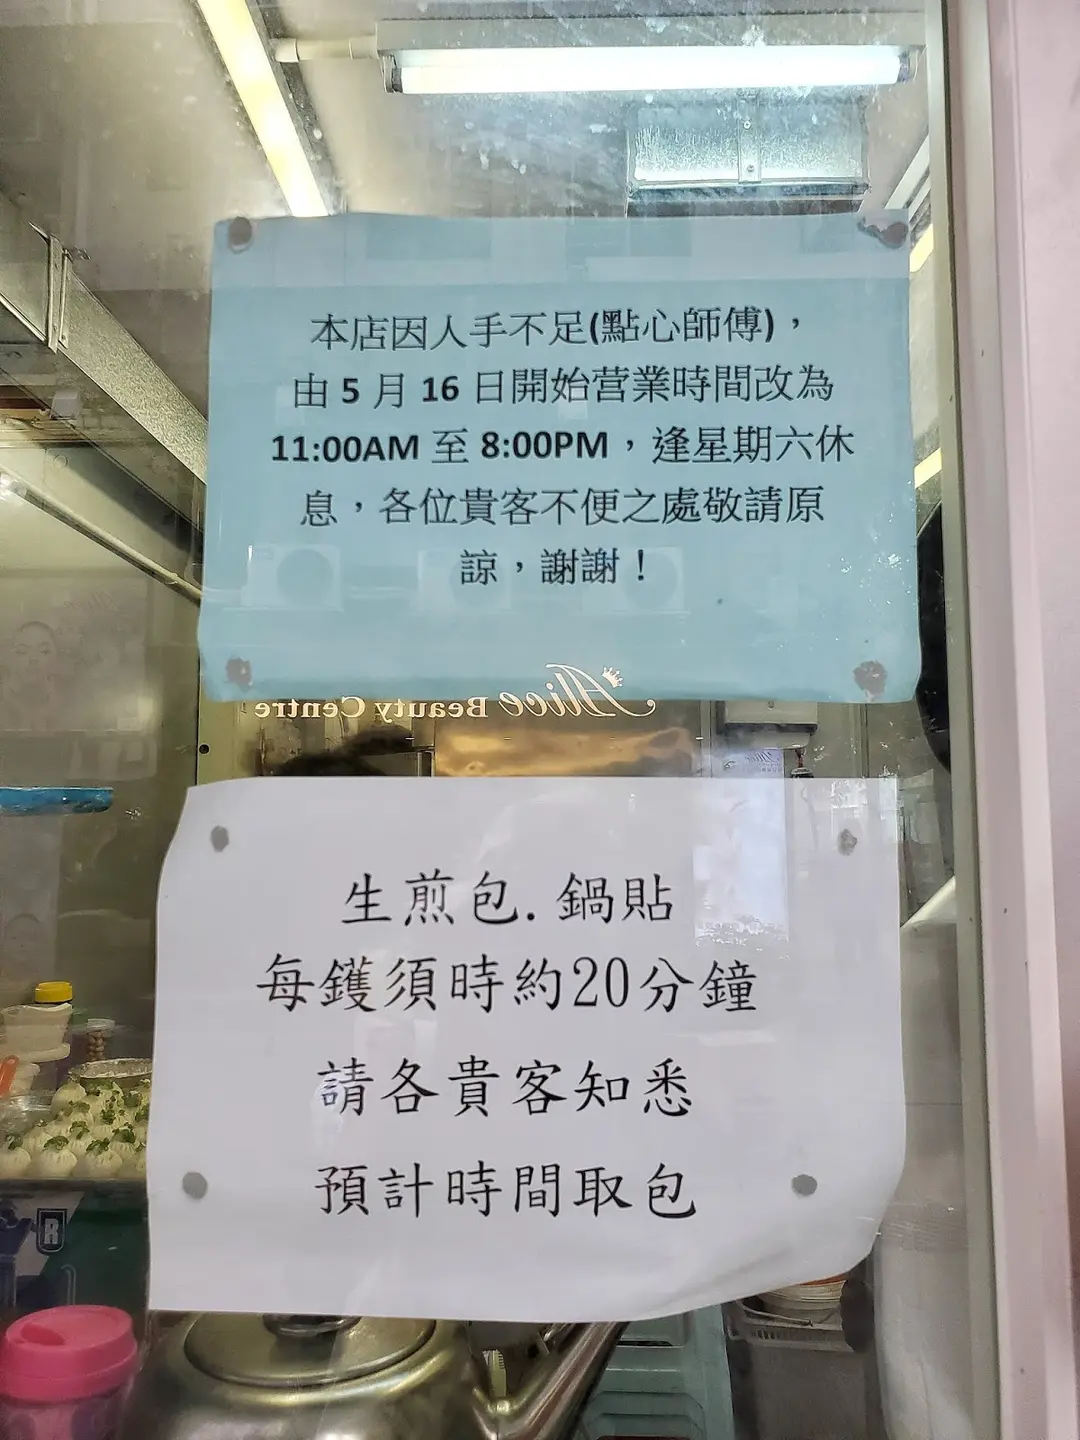 本店因人手不足(點心師傅)，
由 5 月 16 日開始营業時間改為
11:00AM 至 8:00PM，逢星期六休
息，各位貴客不便之處敬請原
諒，謝謝！
Alice Beauty Centre
生煎包.鍋貼
每鑊須時約20分鐘
請各貴客知悉
預計時間取包
R